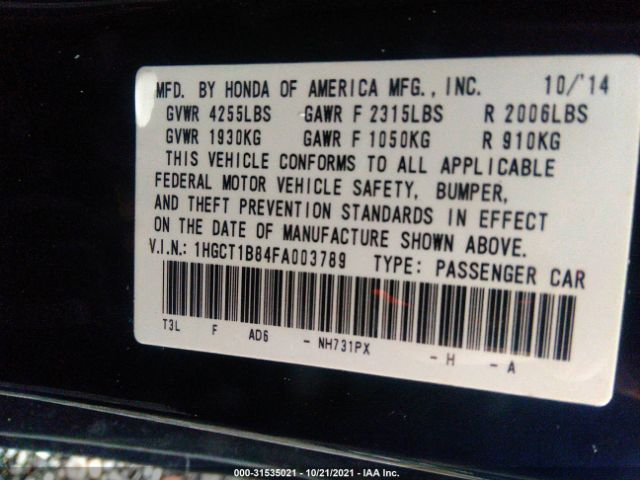 MFD. BY HONDA OF AMERICA MFG., INC. 10/'14
GVWR 4255LBS GAWR F 2315LBS R 2006LBS
GVWR 1930KG GAWR F 1050KG R 910KG
THIS VEHICLE CONFORMS TO ALL APPLICABLE
FEDERAL MOTOR VEHICLE SAFETY, BUMPER,
AND THEFT PREVENTION STANDARDS IN EFFECT
ON THE DATE OF MANUFACTURE SHOWN ABOVE.
V.I.N.: 1HGCT1B84FA003789 TYPE: PASSENGER CAR
T3L F AD6 - NH731PX - H - A
000-31535021 - 10/21/2021 - IAA Inc.